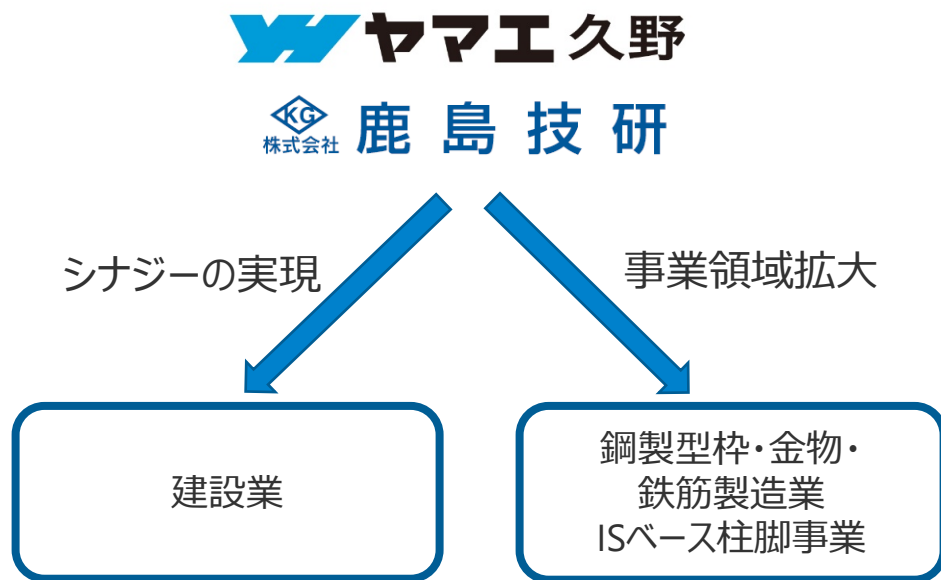 ヤマエ久野
KG
株式会社 鹿島技研
シナジーの実現
事業領域拡大
建設業
鋼製型枠・金物・
鉄筋製造業
ISベース柱脚事業